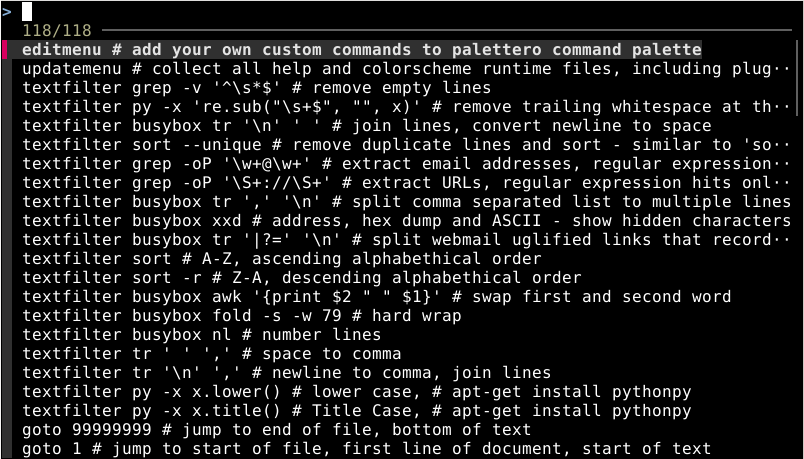 >
118/118
editmenu # add your own custom commands to palettero command palette
updatemenu # collect all help and colorscheme runtime files, including plug··
textfilter grep -v '^\s*$' # remove empty lines
textfilter py -x 're.sub("\s+$", "", x)' # remove trailing whitespace at th··
textfilter busybox tr '\n' ' ' # join lines, convert newline to space
textfilter sort --unique # remove duplicate lines and sort - similar to 'so··
textfilter grep -oP '\w+@\w+' # extract email addresses, regular expression··
textfilter grep -oP '\S+://\S+' # extract URLs, regular expression hits onl··
textfilter busybox tr ',' '\n' # split comma separated list to multiple lines
textfilter busybox xxd # address, hex dump and ASCII - show hidden characters
textfilter busybox tr '|?=' '\n' # split webmail uglified links that record··
textfilter sort # A-Z, ascending alphabethical order
textfilter sort -r # Z-A, descending alphabethical order
textfilter busybox awk '{print $2 " " $1}' # swap first and second word
textfilter busybox fold -s -w 79 # hard wrap
textfilter busybox nl # number lines
textfilter tr ' ' ',' # space to comma
textfilter tr '\n' ',' # newline to comma, join lines
textfilter py -x x.lower() # lower case, # apt-get install pythonpy
textfilter py -x x.title() # Title Case, # apt-get install pythonpy
goto 99999999 # jump to end of file, bottom of text
goto 1 # jump to start of file, first line of document, start of text